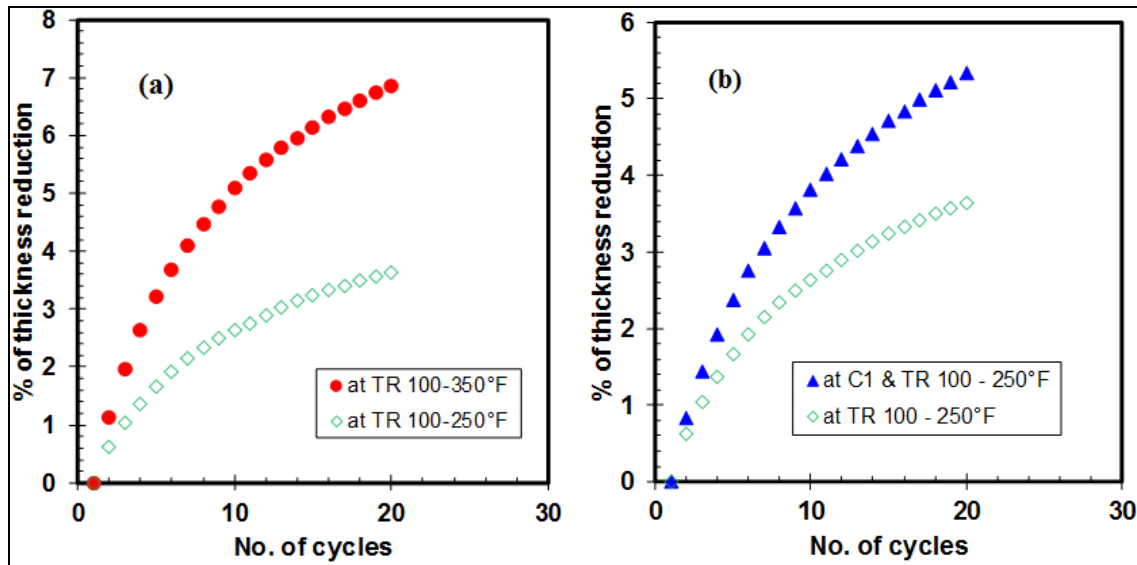 (a)
% of thickness reduction
8
7
6
5
4
3
2
1
0
at TR 100-350°F
at TR 100-250°F
0 10 20 30
No. of cycles
(b)
% of thickness reduction
6
5
4
3
2
1
0
at C1 & TR 100 - 250°F
at TR 100 - 250°F
0 10 20 30
No. of cycles